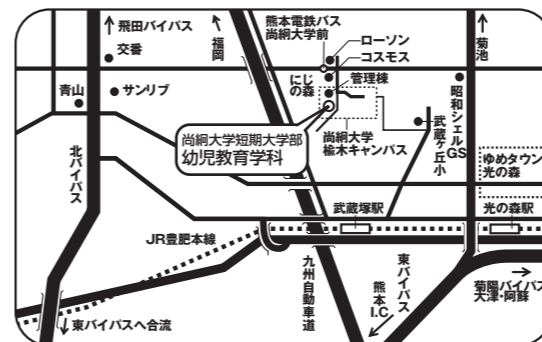 飛田バイパス
交番
青山
サンリブ
北バイパス
福岡
熊本電鉄バス
尚絅大学前
ローソン
コスモス
にじの森
管理棟
尚絅大学
楡木キャンパス
尚絅大学短期大学部
幼児教育学科
武蔵ヶ丘小
昭和シェルGS
菊池
ゆめタウン
光の森
武蔵塚駅
光の森駅
JR豊肥本線
九州自動車道
東バイパス
熊本I.C.
菊陽バイパス
大津・阿蘇
東バイパスへ合流